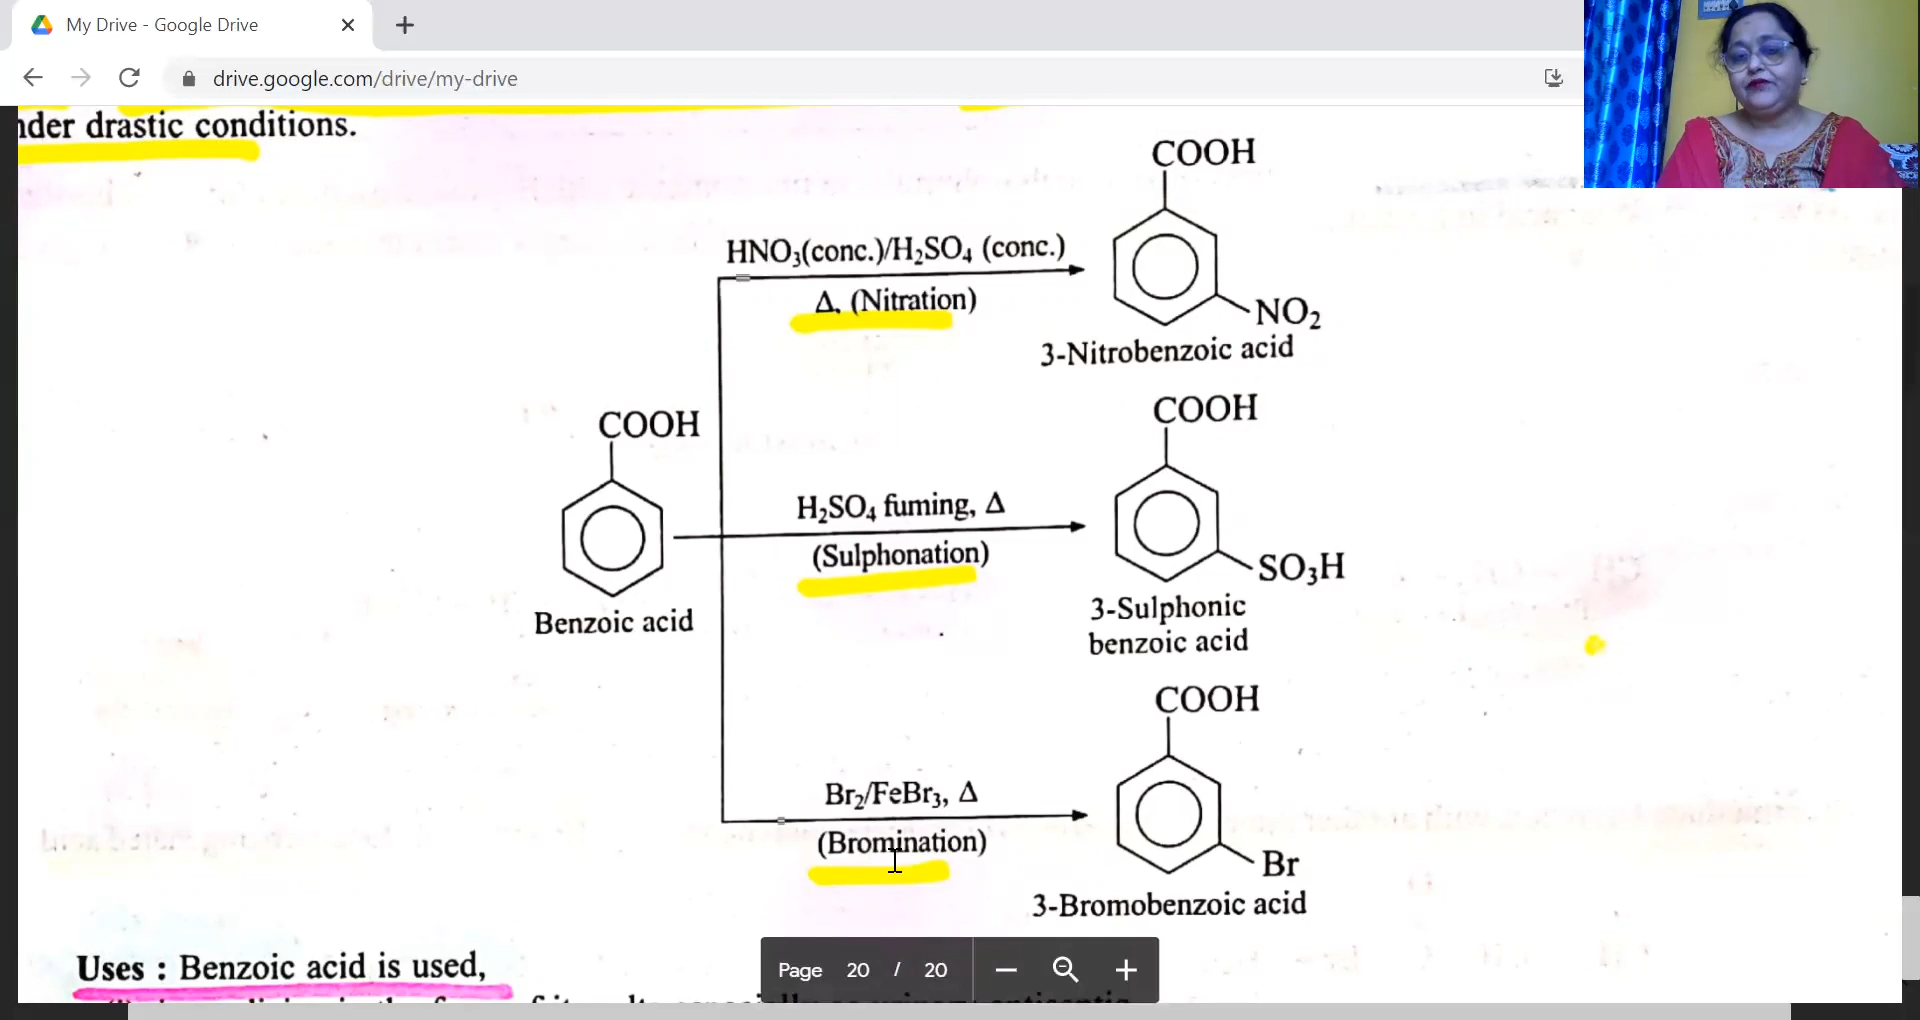 My Drive - Google Drive
drive.google.com/drive/my-drive
nder drastic conditions.
COOH
HNO₃(conc.)/H₂SO₄ (conc.)
Δ, (Nitration)
NO₂
3-Nitrobenzoic acid
COOH
COOH
H₂SO₄ fuming, Δ
(Sulphonation)
SO₃H
Benzoic acid
3-Sulphonic
benzoic acid
COOH
Br₂/FeBr₃, Δ
(Bromination)
Br
3-Bromobenzoic acid
Uses : Benzoic acid is used,
Page 20 / 20